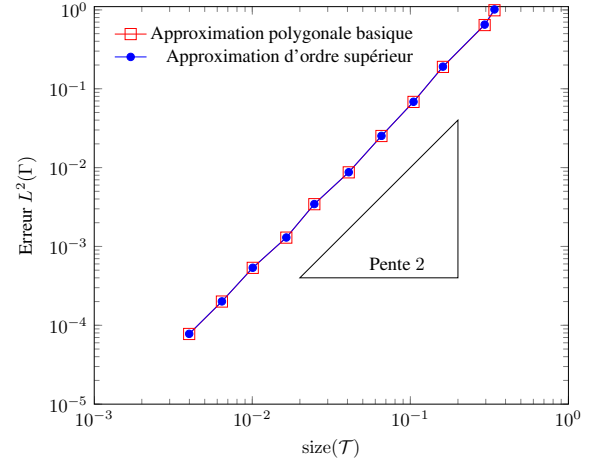 10^0
10^{-1}
10^{-2}
10^{-3}
10^{-4}
10^{-5}
Erreur L^2(Γ)
Approximation polygonale basique
Approximation d'ordre supérieur
Pente 2
10^{-3}
10^{-2}
10^{-1}
10^0
size(𝒯)